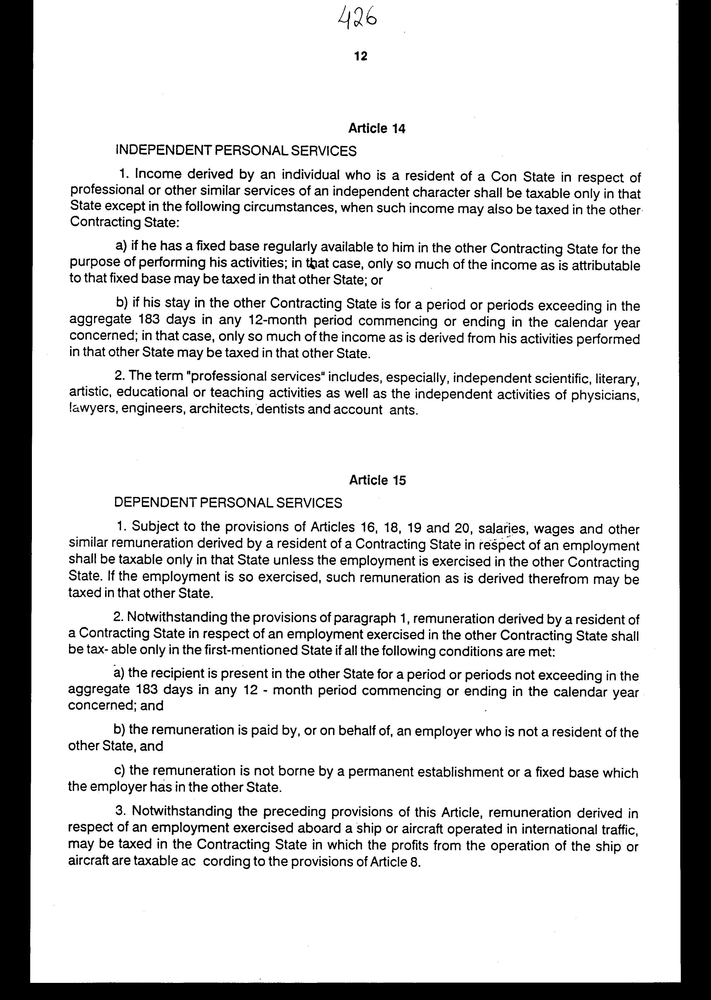 426
12
Article 14
INDEPENDENT PERSONAL SERVICES
1. Income derived by an individual who is a resident of a Con State in respect of
professional or other similar services of an independent character shall be taxable only in that
State except in the following circumstances, when such income may also be taxed in the other
Contracting State:
a) if he has a fixed base regularly available to him in the other Contracting State for the
purpose of performing his activities; in that case, only so much of the income as is attributable
to that fixed base may be taxed in that other State; or
b) if his stay in the other Contracting State is for a period or periods exceeding in the
aggregate 183 days in any 12-month period commencing or ending in the calendar year
concerned; in that case, only so much of the income as is derived from his activities performed
in that other State may be taxed in that other State.
2. The term "professional services" includes, especially, independent scientific, literary,
artistic, educational or teaching activities as well as the independent activities of physicians,
lawyers, engineers, architects, dentists and account ants.
Article 15
DEPENDENT PERSONAL SERVICES
1. Subject to the provisions of Articles 16, 18, 19 and 20, salaries, wages and other
similar remuneration derived by a resident of a Contracting State in respect of an employment
shall be taxable only in that State unless the employment is exercised in the other Contracting
State. If the employment is so exercised, such remuneration as is derived therefrom may be
taxed in that other State.
2. Notwithstanding the provisions of paragraph 1, remuneration derived by a resident of
a Contracting State in respect of an employment exercised in the other Contracting State shall
be tax- able only in the first-mentioned State if all the following conditions are met:
a) the recipient is present in the other State for a period or periods not exceeding in the
aggregate 183 days in any 12 - month period commencing or ending in the calendar year
concerned; and
b) the remuneration is paid by, or on behalf of, an employer who is not a resident of the
other State, and
c) the remuneration is not borne by a permanent establishment or a fixed base which
the employer has in the other State.
3. Notwithstanding the preceding provisions of this Article, remuneration derived in
respect of an employment exercised aboard a ship or aircraft operated in international traffic,
may be taxed in the Contracting State in which the profits from the operation of the ship or
aircraft are taxable ac cording to the provisions of Article 8.